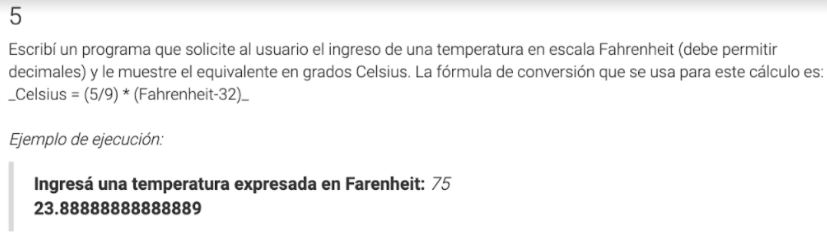 5
Escribí un programa que solicite al usuario el ingreso de una temperatura en escala Fahrenheit (debe permitir
decimales) y le muestre el equivalente en grados Celsius. La fórmula de conversión que se usa para este cálculo es:
_Celsius = (5/9) * (Fahrenheit-32)_
Ejemplo de ejecución:
Ingresá una temperatura expresada en Farenheit: 75
23.88888888888889